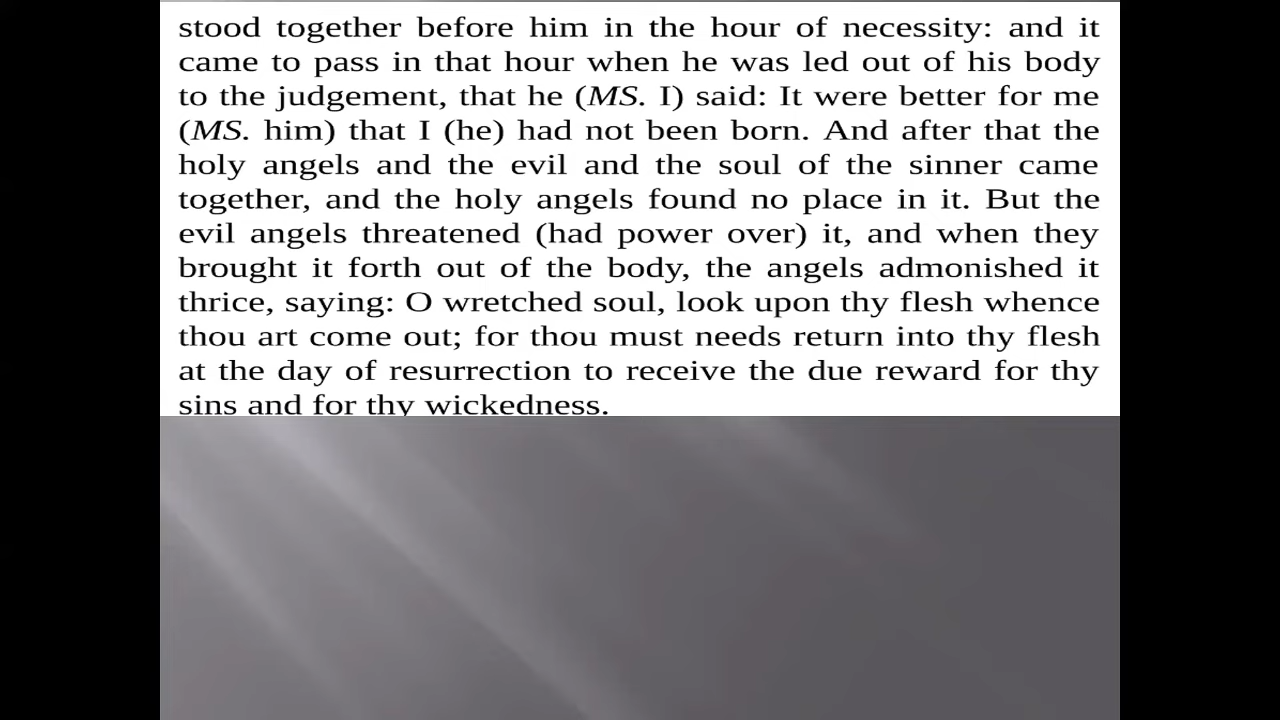 stood together before him in the hour of necessity: and it
came to pass in that hour when he was led out of his body
to the judgement, that he (MS. I) said: It were better for me
(MS. him) that I (he) had not been born. And after that the
holy angels and the evil and the soul of the sinner came
together, and the holy angels found no place in it. But the
evil angels threatened (had power over) it, and when they
brought it forth out of the body, the angels admonished it
thrice, saying: O wretched soul, look upon thy flesh whence
thou art come out; for thou must needs return into thy flesh
at the day of resurrection to receive the due reward for thy
sins and for thy wickedness.